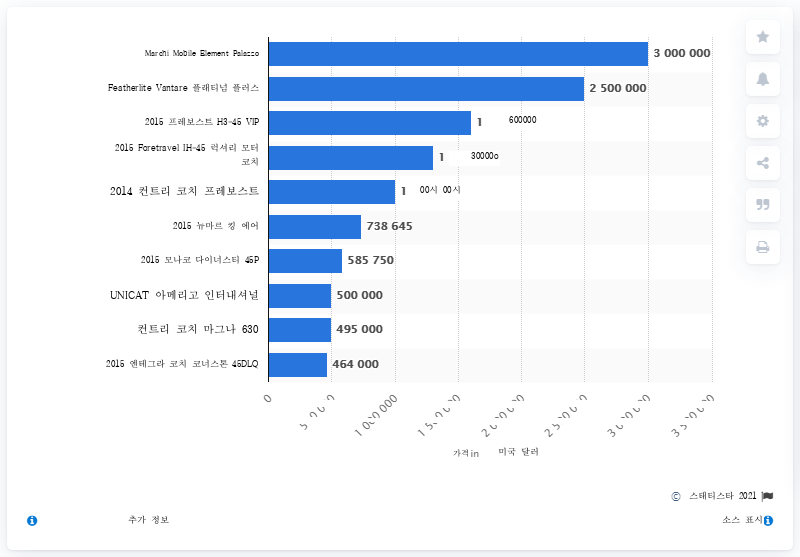 Marchi Mobile Element Palazzo
3 000 000
Featherlite Vantare 플래티넘 플러스
2 500 000
2015 프레보스트 H3-45 VIP
1 600000
2015 Foretravel IH-45 럭셔리 모터
코치
1 30000o
2014 컨트리 코치 프레보스트
1 00시 00시
2015 뉴마르 킹 에어
738 645
2015 모나코 다이너스티 45P
585 750
UNICAT 아메리고 인터내셔널
500 000
컨트리 코치 마그나 630
495 000
2015 엔테그라 코치 코너스톤 45DLQ
464 000
0
1 000 000
가격in 미국 달러
© 스태티스타 2021
추가 정보
소스 표시